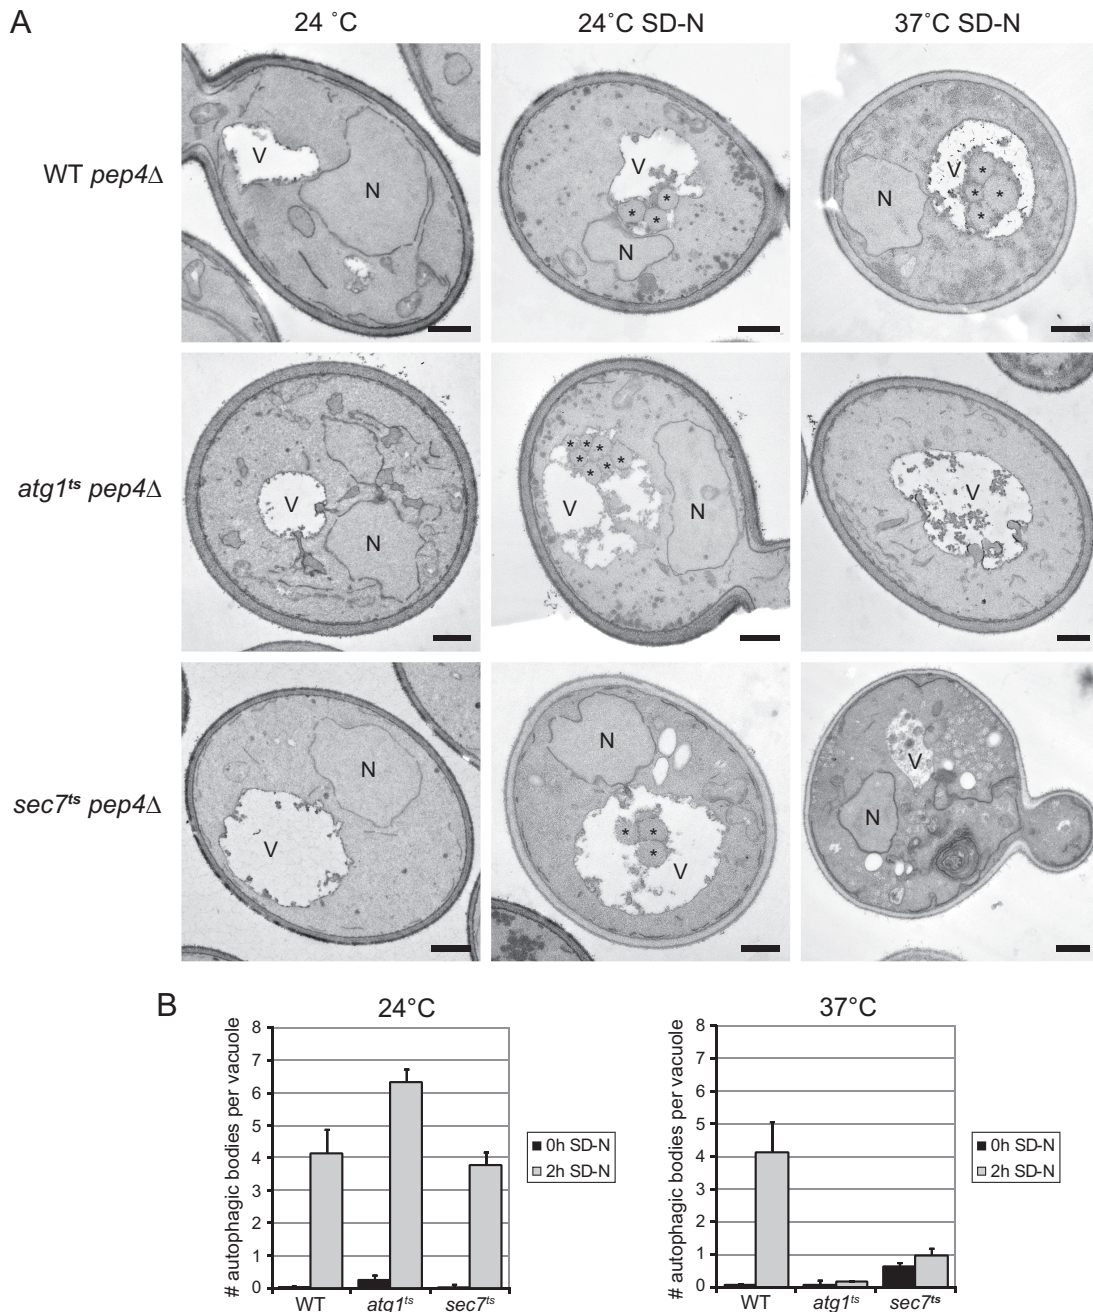 A
24 ˚C
24˚C SD-N
37˚C SD-N
WT pep4Δ
V
N
V
N
* * * *
V
N
* * * *
atg1ts pep4Δ
V
N
V
N
* * * * * * *
V
sec7ts pep4Δ
V
N
N
V
* * *
V
N
B
24°C
# autophagic bodies per vacuole
8
7
6
5
4
3
2
1
0
WT
atg1ts
sec7ts
0h SD-N
2h SD-N
37°C
# autophagic bodies per vacuole
8
7
6
5
4
3
2
1
0
WT
atg1ts
sec7ts
0h SD-N
2h SD-N